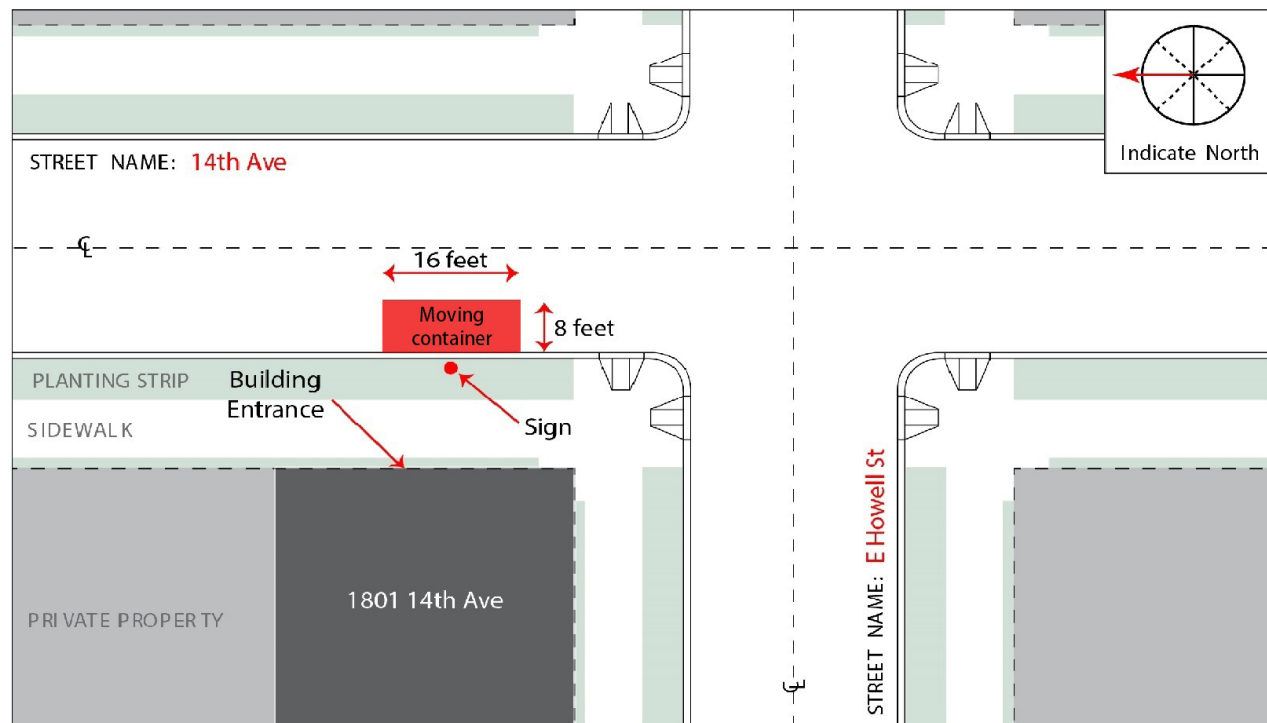 Indicate North
STREET NAME: 14th Ave
℄
16 feet
Moving
container
8 feet
PLANTING STRIP
Building
Entrance
Sign
SIDEWALK
1801 14th Ave
PRIVATE PROPERTY
STREET NAME: E Howell St
℄